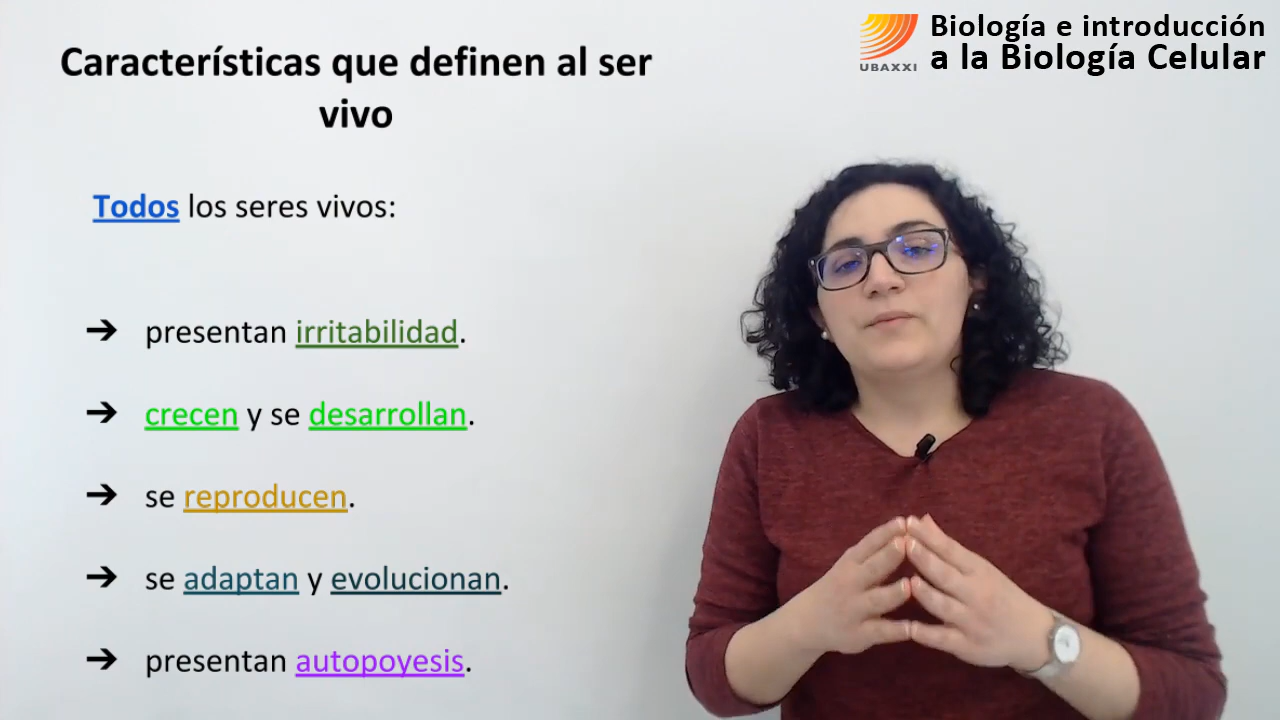 Características que definen al ser
vivo
UBAXXI
Biología e introducción
a la Biología Celular
Todos los seres vivos:
➔ presentan irritabilidad.
➔ crecen y se desarrollan.
➔ se reproducen.
➔ se adaptan y evolucionan.
➔ presentan autopoyesis.